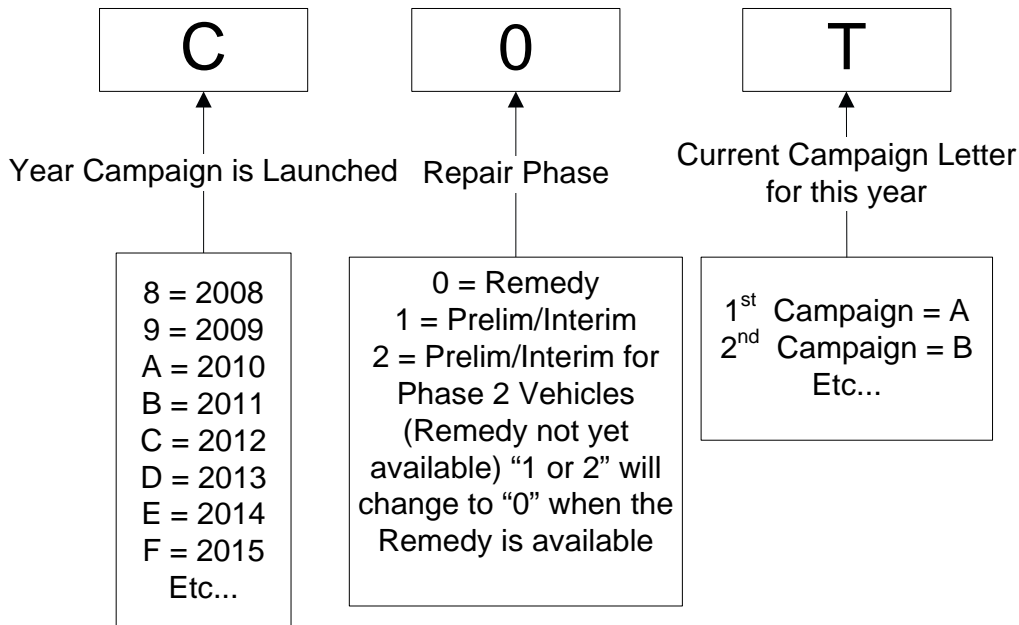 C
0
T
Year Campaign is Launched
Repair Phase
Current Campaign Letter
for this year
8 = 2008
9 = 2009
A = 2010
B = 2011
C = 2012
D = 2013
E = 2014
F = 2015
Etc...
0 = Remedy
1 = Prelim/Interim
2 = Prelim/Interim for
Phase 2 Vehicles
(Remedy not yet
available) “1 or 2” will
change to “0” when the
Remedy is available
1st Campaign = A
2nd Campaign = B
Etc...